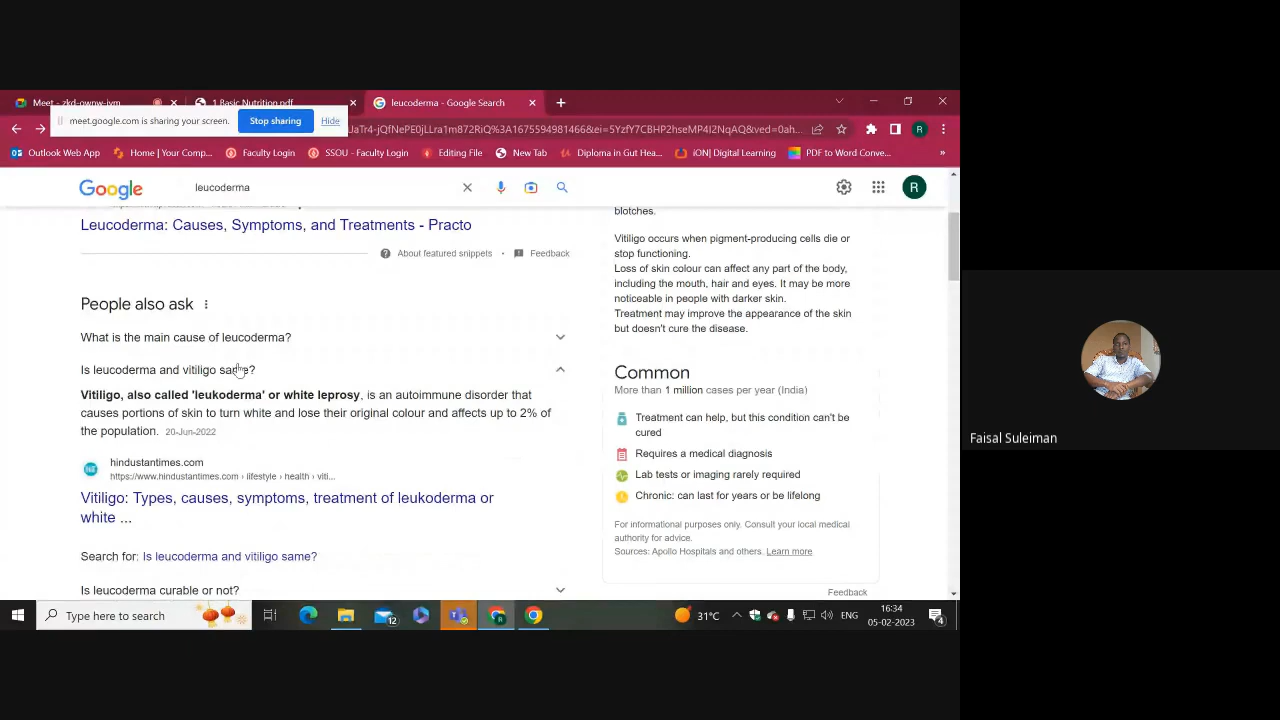 Meet - zkd-ownw-jvm
1 Basic Nutrition.pdf
leucoderma - Google Search
meet.google.com is sharing your screen.
Stop sharing
Hide
Outlook Web App
Home | Your Comp...
Faculty Login
SSOU - Faculty Login
Editing File
New Tab
Diploma in Gut Hea...
iON| Digital Learning
PDF to Word Conve...
»
Google
leucoderma
R
Leucoderma: Causes, Symptoms, and Treatments - Practo
About featured snippets • Feedback
People also ask
What is the main cause of leucoderma?
Is leucoderma and vitiligo same?
Vitiligo, also called 'leukoderma' or white leprosy, is an autoimmune disorder that
causes portions of skin to turn white and lose their original colour and affects up to 2% of
the population. 20-Jun-2022
hindustantimes.com
https://www.hindustantimes.com › lifestyle › health › viti...
Vitiligo: Types, causes, symptoms, treatment of leukoderma or
white ...
Search for: Is leucoderma and vitiligo same?
Is leucoderma curable or not?
blotches.
Vitiligo occurs when pigment-producing cells die or
stop functioning.
Loss of skin colour can affect any part of the body,
including the mouth, hair and eyes. It may be more
noticeable in people with darker skin.
Treatment may improve the appearance of the skin
but doesn't cure the disease.
Common
More than 1 million cases per year (India)
Treatment can help, but this condition can't be
cured
Requires a medical diagnosis
Lab tests or imaging rarely required
Chronic: can last for years or be lifelong
For informational purposes only. Consult your local medical
authority for advice.
Sources: Apollo Hospitals and others. Learn more
Feedback
Type here to search
12
31°C
ENG
16:34
05-02-2023
4
Faisal Suleiman